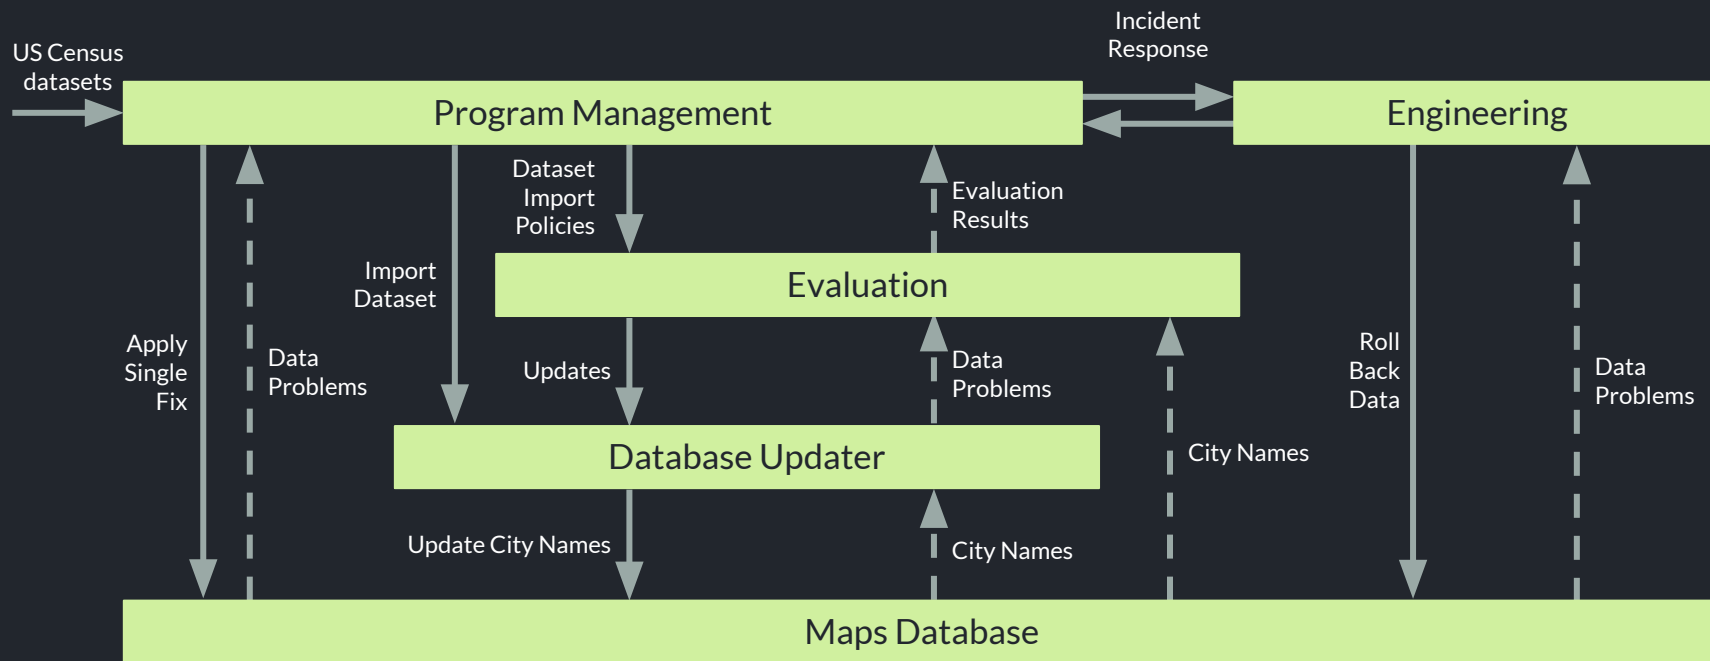 Incident
Response
US Census
datasets
Program Management
Engineering
Dataset
Import
Policies
Evaluation
Results
Import
Dataset
Evaluation
Apply
Single
Fix
Data
Problems
Updates
Data
Problems
Roll
Back
Data
Data
Problems
Database Updater
City Names
Update City Names
City Names
Maps Database